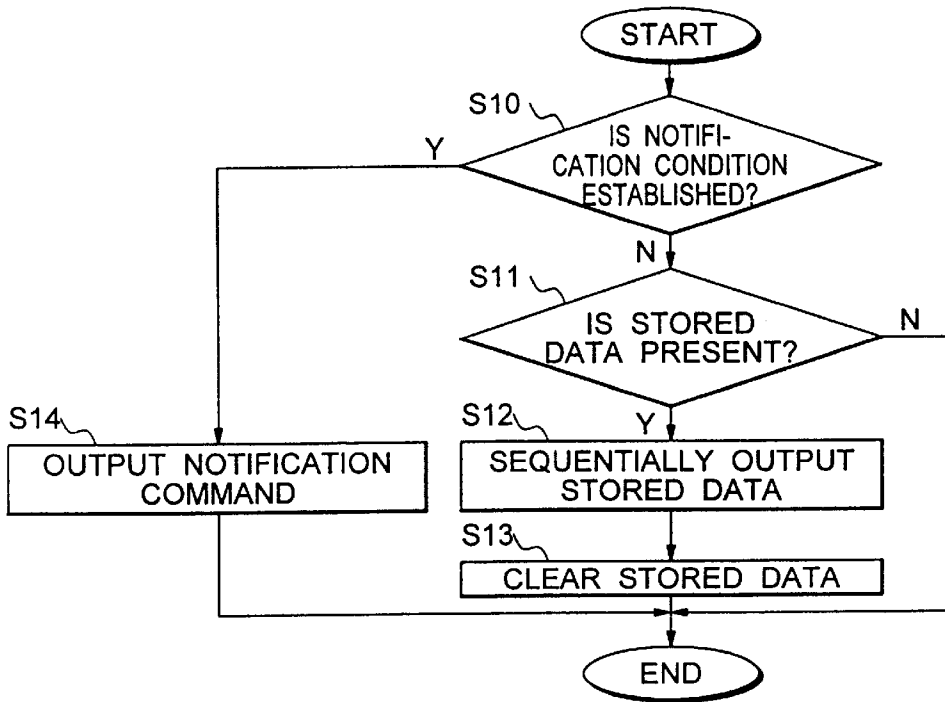 START
S10
IS NOTIFI-
CATION CONDITION
ESTABLISHED?
Y
N
S11
IS STORED
DATA PRESENT?
N
Y
S14
OUTPUT NOTIFICATION
COMMAND
S12
SEQUENTIALLY OUTPUT
STORED DATA
S13
CLEAR STORED DATA
END